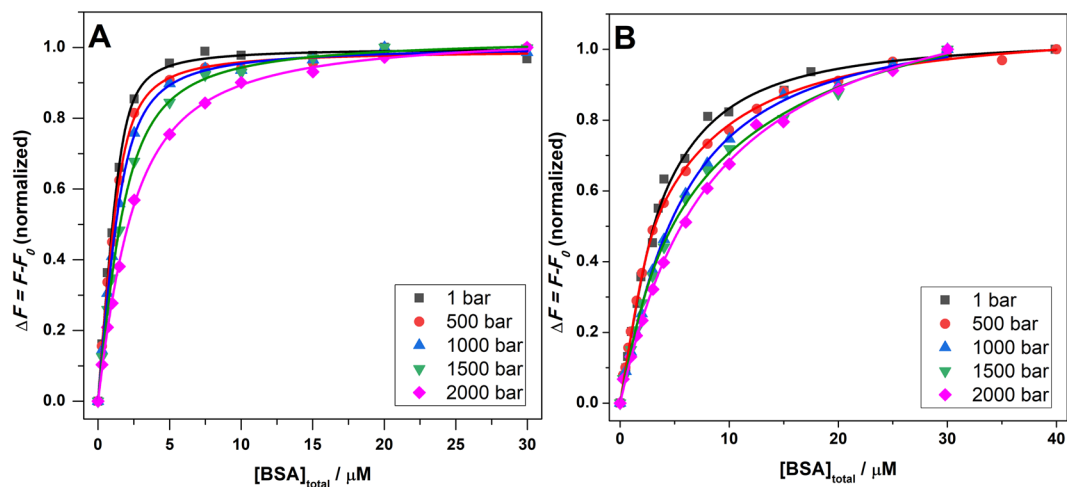 A
ΔF = F-F0 (normalized)
1.0
0.8
0.6
0.4
0.2
0.0
0
5
10
15
20
25
30
[BSA]total / μM
1 bar
500 bar
1000 bar
1500 bar
2000 bar
B
ΔF = F-F0 (normalized)
1.0
0.8
0.6
0.4
0.2
0.0
0
10
20
30
40
[BSA]total / μM
1 bar
500 bar
1000 bar
1500 bar
2000 bar